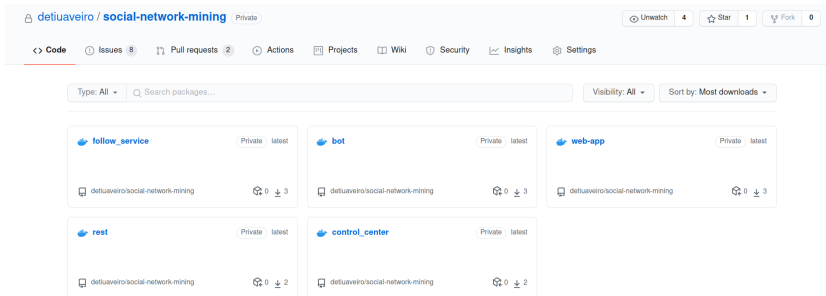 detiuaveiro / social-network-mining Private Unwatch 4 Star 1 Fork 0
Code Issues 8 Pull requests 2 Actions Projects Wiki Security Insights Settings
Type: All Search packages... Visibility: All Sort by: Most downloads
follow_service Private latest bot Private latest web-app Private latest
detiuaveiro/social-network-mining 0 3 detiuaveiro/social-network-mining 0 3 detiuaveiro/social-network-mining 0 3
rest Private latest control_center Private latest
detiuaveiro/social-network-mining 0 2 detiuaveiro/social-network-mining 0 2